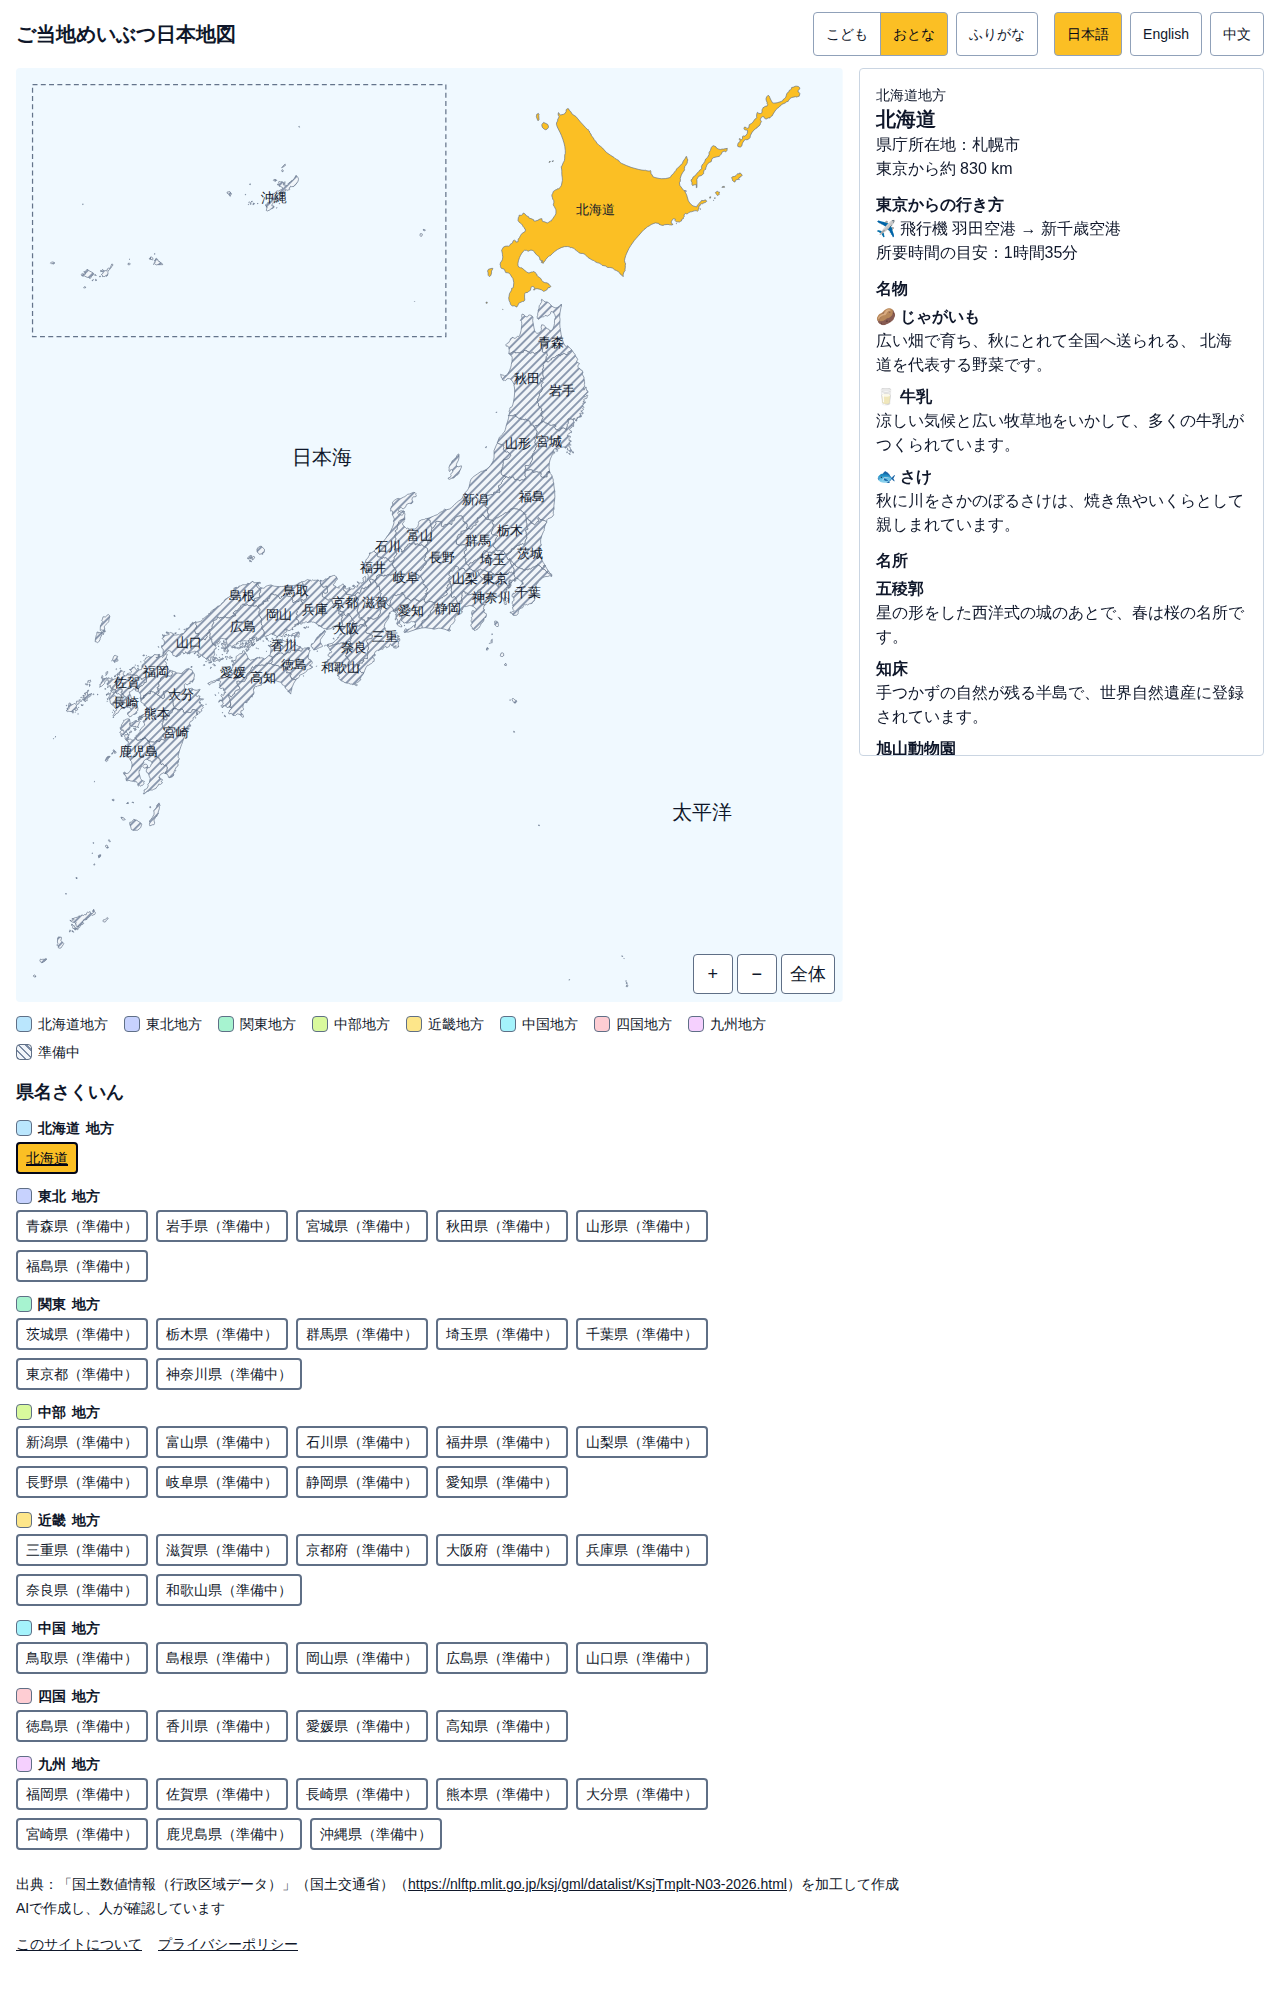 ご当地めいぶつ日本地図
こども おとな ふりがな 日本語 English 中文
北海道地方
北海道
県庁所在地：札幌市
東京から約 830 km
東京からの行き方
✈️ 飛行機 羽田空港 → 新千歳空港
所要時間の目安：1時間35分
名物
🥔 じゃがいも
広い畑で育ち、秋にとれて全国へ送られる、 北海
道を代表する野菜です。
🥛 牛乳
涼しい気候と広い牧草地をいかして、多くの牛乳が
つくられています。
🐟 さけ
秋に川をさかのぼるさけは、焼き魚やいくらとして
親しまれています。
名所
五稜郭
星の形をした西洋式の城のあとで、春は桜の名所で
す。
知床
手つかずの自然が残る半島で、世界自然遺産に登録
されています。
旭山動物園
沖縄
北海道
青森
秋田
岩手
山形 宮城
日本海
新潟 福島
富山 群馬 栃木
石川 長野 埼玉 茨城
福井 岐阜 山梨 東京
島根 鳥取 京都 滋賀 神奈川 千葉
岡山 兵庫 愛知 静岡
広島 大阪 三重
山口 香川 奈良
福岡 愛媛 高知 徳島 和歌山
佐賀 大分
長崎 熊本
宮崎
鹿児島
太平洋
+ − 全体
北海道地方 東北地方 関東地方 中部地方 近畿地方 中国地方 四国地方 九州地方
準備中
県名さくいん
北海道 地方
北海道
東北 地方
青森県（準備中） 岩手県（準備中） 宮城県（準備中） 秋田県（準備中） 山形県（準備中）
福島県（準備中）
関東 地方
茨城県（準備中） 栃木県（準備中） 群馬県（準備中） 埼玉県（準備中） 千葉県（準備中）
東京都（準備中） 神奈川県（準備中）
中部 地方
新潟県（準備中） 富山県（準備中） 石川県（準備中） 福井県（準備中） 山梨県（準備中）
長野県（準備中） 岐阜県（準備中） 静岡県（準備中） 愛知県（準備中）
近畿 地方
三重県（準備中） 滋賀県（準備中） 京都府（準備中） 大阪府（準備中） 兵庫県（準備中）
奈良県（準備中） 和歌山県（準備中）
中国 地方
鳥取県（準備中） 島根県（準備中） 岡山県（準備中） 広島県（準備中） 山口県（準備中）
四国 地方
徳島県（準備中） 香川県（準備中） 愛媛県（準備中） 高知県（準備中）
九州 地方
福岡県（準備中） 佐賀県（準備中） 長崎県（準備中） 熊本県（準備中） 大分県（準備中）
宮崎県（準備中） 鹿児島県（準備中） 沖縄県（準備中）
出典：「国土数値情報（行政区域データ）」（国土交通省）（https://nlftp.mlit.go.jp/ksj/gml/datalist/KsjTmplt-N03-2026.html）を加工して作成
AIで作成し、人が確認しています
このサイトについて プライバシーポリシー